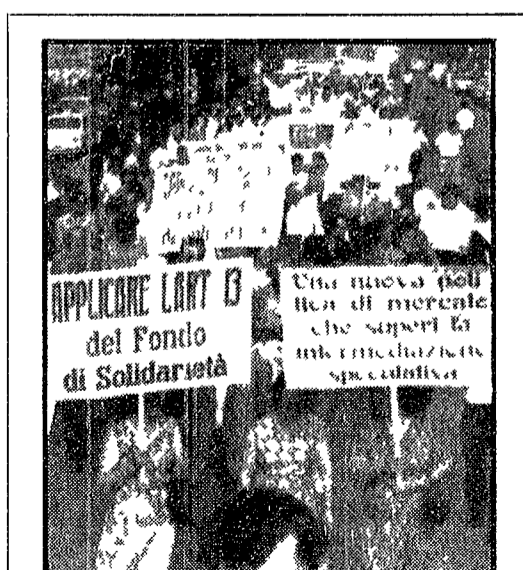 APPLICARE LART 13
del Fondo
di Solidarietà
Una nuova poli
tica di mercato
che superi la
intermediazione
speculativa